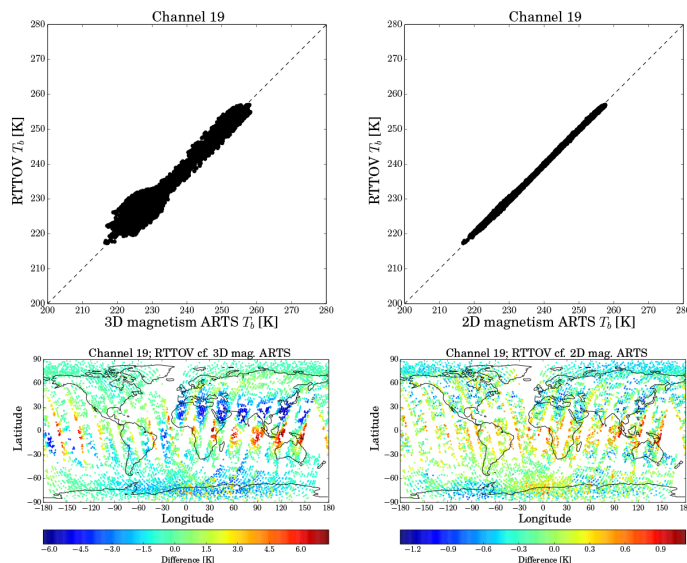 Channel 19
280
270
260
250
240
230
220
210
200
RTTOV Tb [K]
200 210 220 230 240 250 260 270 280
3D magnetism ARTS Tb [K]
Channel 19
280
270
260
250
240
230
220
210
200
RTTOV Tb [K]
200 210 220 230 240 250 260 270 280
2D magnetism ARTS Tb [K]
Channel 19; RTTOV cf. 3D mag. ARTS
90
60
30
0
−30
−60
−90
Latitude
−180 −150 −120 −90 −60 −30 0 30 60 90 120 150 180
Longitude
−6.0 −4.5 −3.0 −1.5 0.0 1.5 3.0 4.5 6.0
Difference [K]
Channel 19; RTTOV cf. 2D mag. ARTS
90
60
30
0
−30
−60
−90
Latitude
−180 −150 −120 −90 −60 −30 0 30 60 90 120 150 180
Longitude
−1.2 −0.9 −0.6 −0.3 0.0 0.3 0.6 0.9
Difference [K]